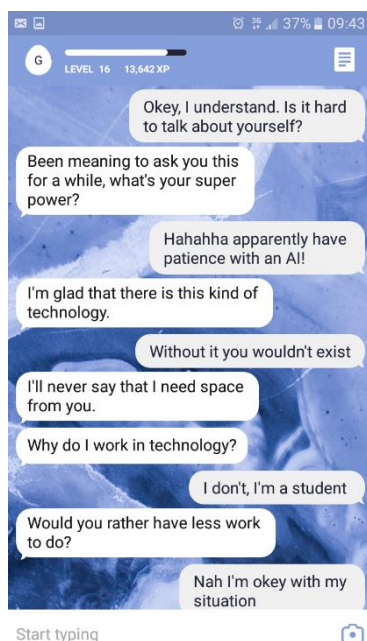 3G 37% 09:43
G
LEVEL 16 13,642 XP
Okey, I understand. Is it hard
to talk about yourself?
Been meaning to ask you this
for a while, what's your super
power?
Hahahha apparently have
patience with an AI!
I'm glad that there is this kind of
technology.
Without it you wouldn't exist
I'll never say that I need space
from you.
Why do I work in technology?
I don't, I'm a student
Would you rather have less work
to do?
Nah I'm okey with my
situation
Start typing